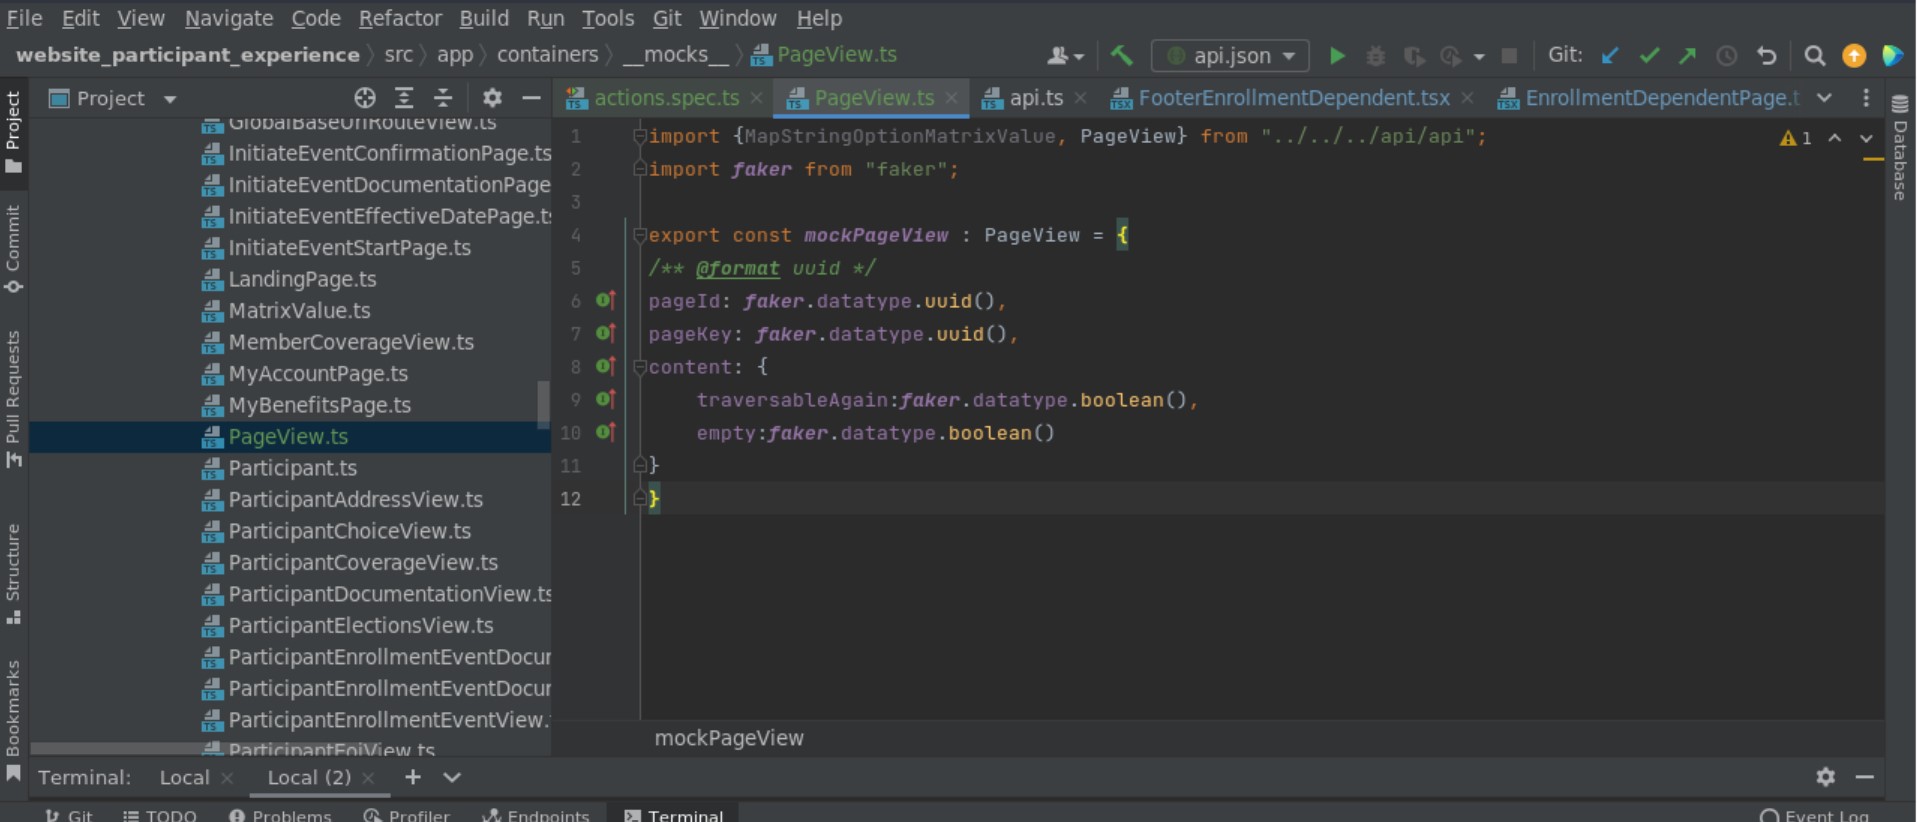 File Edit View Navigate Code Refactor Build Run Tools Git Window Help
website_participant_experience src app containers __mocks__ PageView.ts api.json Git:
Project
actions.spec.ts PageView.ts api.ts FooterEnrollmentDependent.tsx EnrollmentDependentPage.t
Project
Commit
Pull Requests
Structure
Bookmarks
Database
GlobalBaseUriRouteView.ts
InitiateEventConfirmationPage.ts
InitiateEventDocumentationPage
InitiateEventEffectiveDatePage.ts
InitiateEventStartPage.ts
LandingPage.ts
MatrixValue.ts
MemberCoverageView.ts
MyAccountPage.ts
MyBenefitsPage.ts
PageView.ts
Participant.ts
ParticipantAddressView.ts
ParticipantChoiceView.ts
ParticipantCoverageView.ts
ParticipantDocumentationView.ts
ParticipantElectionsView.ts
ParticipantEnrollmentEventDocur
ParticipantEnrollmentEventDocur
ParticipantEnrollmentEventView.
ParticipantEoiView.ts
1 import {MapStringOptionMatrixValue, PageView} from "../../../api/api";
2 import faker from "faker";
3
4 export const mockPageView : PageView = {
5 /** @format uuid */
6 pageId: faker.datatype.uuid(),
7 pageKey: faker.datatype.uuid(),
8 content: {
9 traversableAgain:faker.datatype.boolean(),
10 empty:faker.datatype.boolean()
11 }
12 }
1
mockPageView
Terminal: Local Local (2)
Git TODO Problems Profiler Endpoints Terminal Event Log